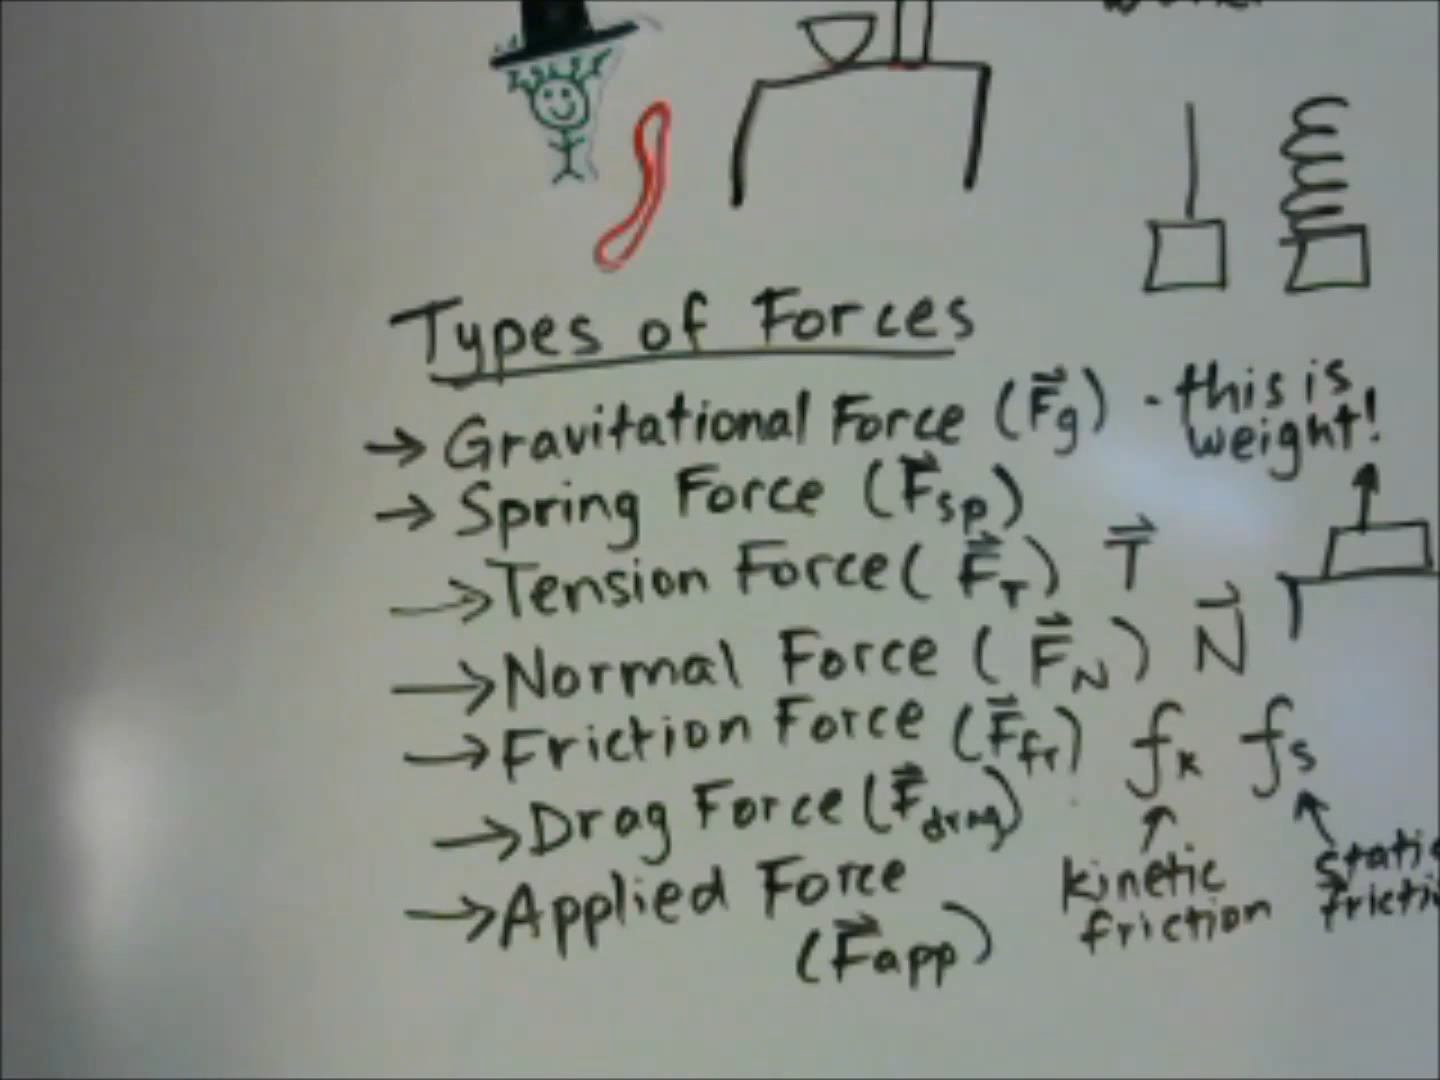 Types of Forces
→ Gravitational Force (F⃗g) - this is weight!
→ Spring Force (F⃗sp)
→ Tension Force (F⃗T) T⃗
→ Normal Force (F⃗N) N⃗
→ Friction Force (F⃗fr) fk fs
→ Drag Force (F⃗drag)
→ Applied Force
(F⃗app)
kinetic
friction